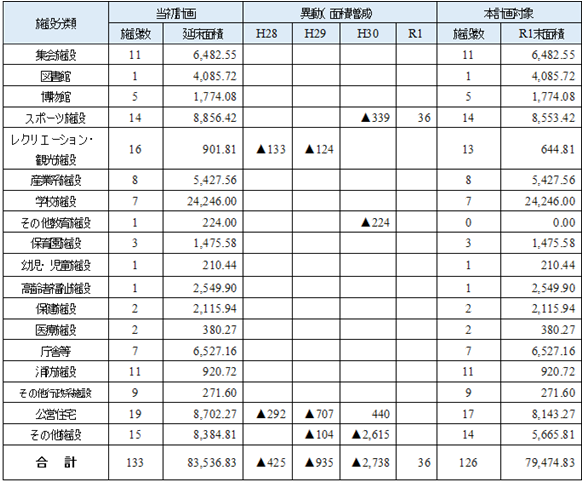 施設分類 当初計画 異動(面積増減) 本計画対象
施設数 延床面積 H28 H29 H30 R1 施設数 R1末面積
集会施設 11 6,482.55 11 6,482.55
図書館 1 4,085.72 1 4,085.72
博物館 5 1,774.08 5 1,774.08
スポーツ施設 14 8,856.42 ▲339 36 14 8,553.42
レクリエーション・
観光施設 16 901.81 ▲133 ▲124 13 644.81
産業系施設 8 5,427.56 8 5,427.56
学校施設 7 24,246.00 7 24,246.00
その他教育施設 1 224.00 ▲224 0 0.00
保育園施設 3 1,475.58 3 1,475.58
幼児・児童施設 1 210.44 1 210.44
高齢者福祉施設 1 2,549.90 1 2,549.90
保健施設 2 2,115.94 2 2,115.94
医療施設 2 380.27 2 380.27
庁舎等 7 6,527.16 7 6,527.16
消防施設 11 920.72 11 920.72
その他行政系施設 9 271.60 9 271.60
公営住宅 19 8,702.27 ▲292 ▲707 440 17 8,143.27
その他施設 15 8,384.81 ▲104 ▲2,615 14 5,665.81
合 計 133 83,536.83 ▲425 ▲935 ▲2,738 36 126 79,474.83